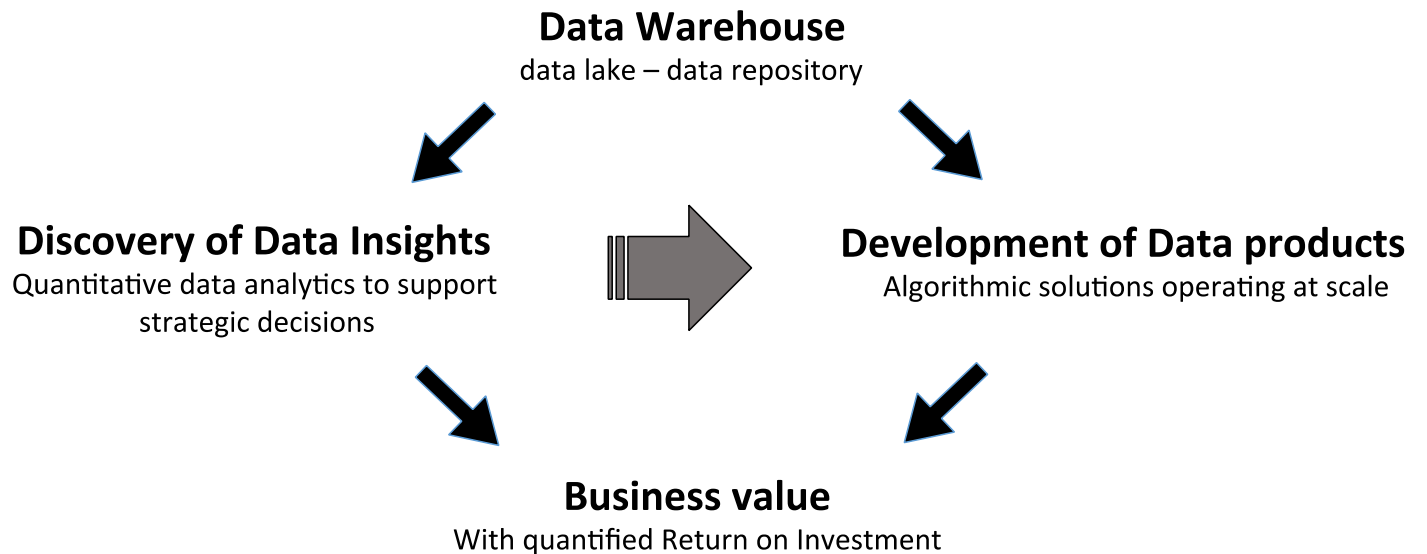 Data Warehouse
data lake – data repository
Discovery of Data Insights
Quantitative data analytics to support
strategic decisions
Development of Data products
Algorithmic solutions operating at scale
Business value
With quantified Return on Investment